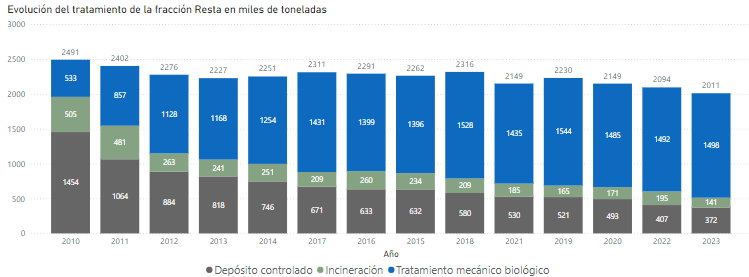 Evolución del tratamiento de la fracción Resta en miles de toneladas
3000
2500
2000
1500
1000
500
0
2491 2402 2276 2227 2251 2311 2291 2262 2316 2149 2230 2149 2094 2011
533 857 1128 1168 1254 1431 1399 1396 1528 1435 1544 1485 1492 1498
505 481 263 241 251 209 260 234 209 185 165 171 195 141
1454 1064 884 818 746 671 633 632 580 530 521 493 407 372
2010 2011 2012 2013 2014 2017 2016 2015 2018 2021 2019 2020 2022 2023
Año
Depósito controlado Incineración Tratamiento mecánico biológico